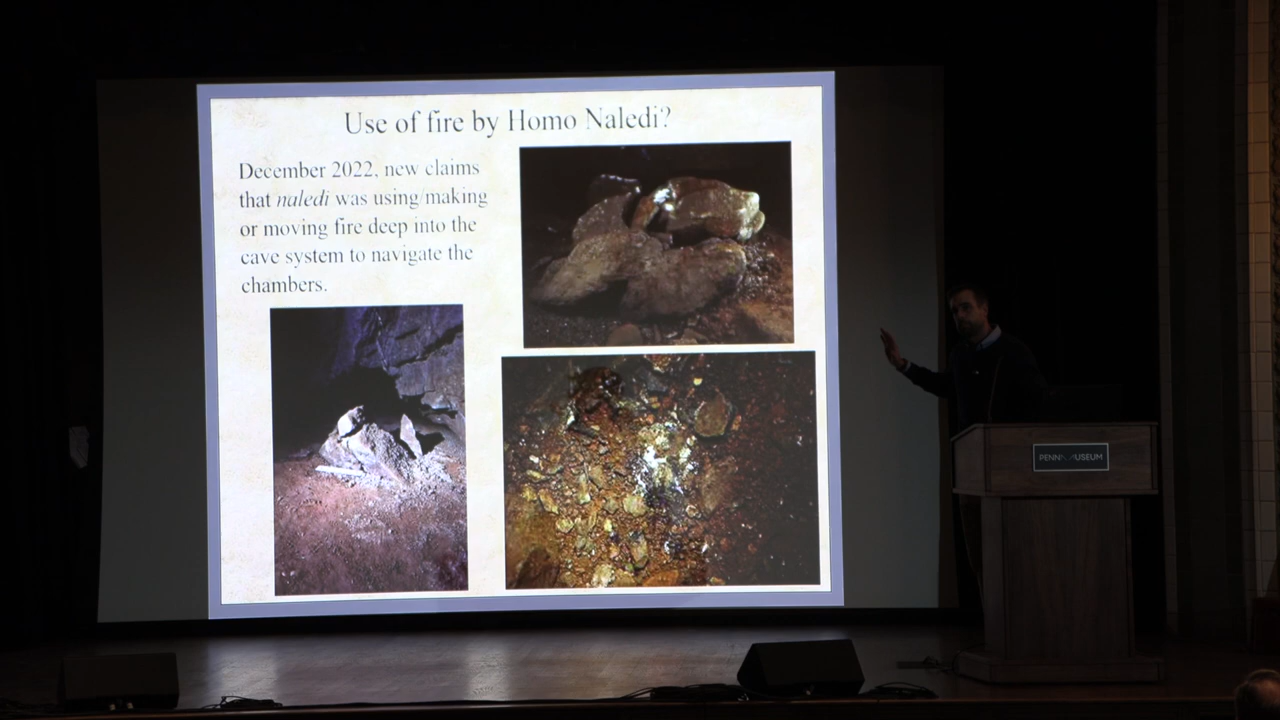 Use of fire by Homo Naledi?
December 2022, new claims
that naledi was using/making
or moving fire deep into the
cave system to navigate the
chambers.
PENN MUSEUM